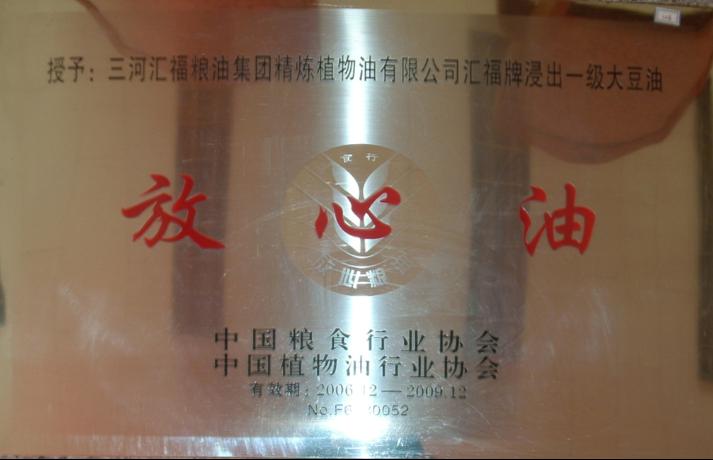 授予：三河汇福粮油集团精炼植物油有限公司汇福牌浸出一级大豆油
食 行
放心油
中国粮食行业协会
中国植物油行业协会
有效期：2006.12—2009.12